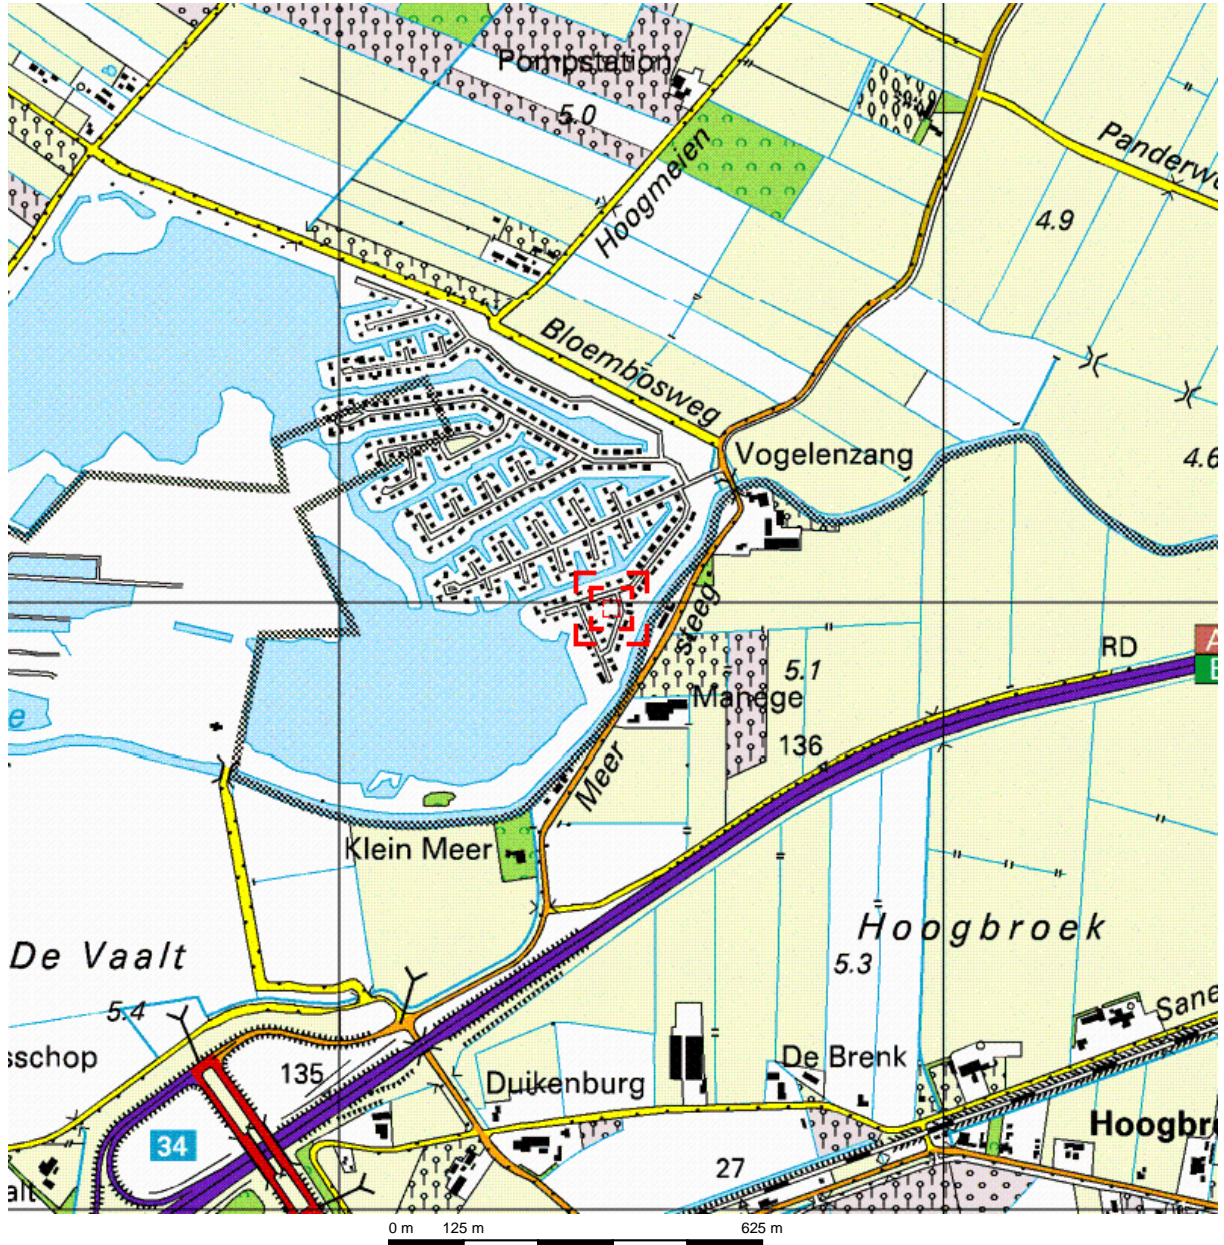 Pompstation
5.0
Hoogmeien
Panderwe
4.9
Bloembosweg
Vogelenzang
4.6
steeg
RD
A
E
5.1
Manege
136
e
Meer
Klein Meer
Hoogbroek
De Vaalt
5.3
5.4
Sane
sschop
135
De Brenk
Duikenburg
Hoogbr
34
27
alt
0 m 125 m 625 m